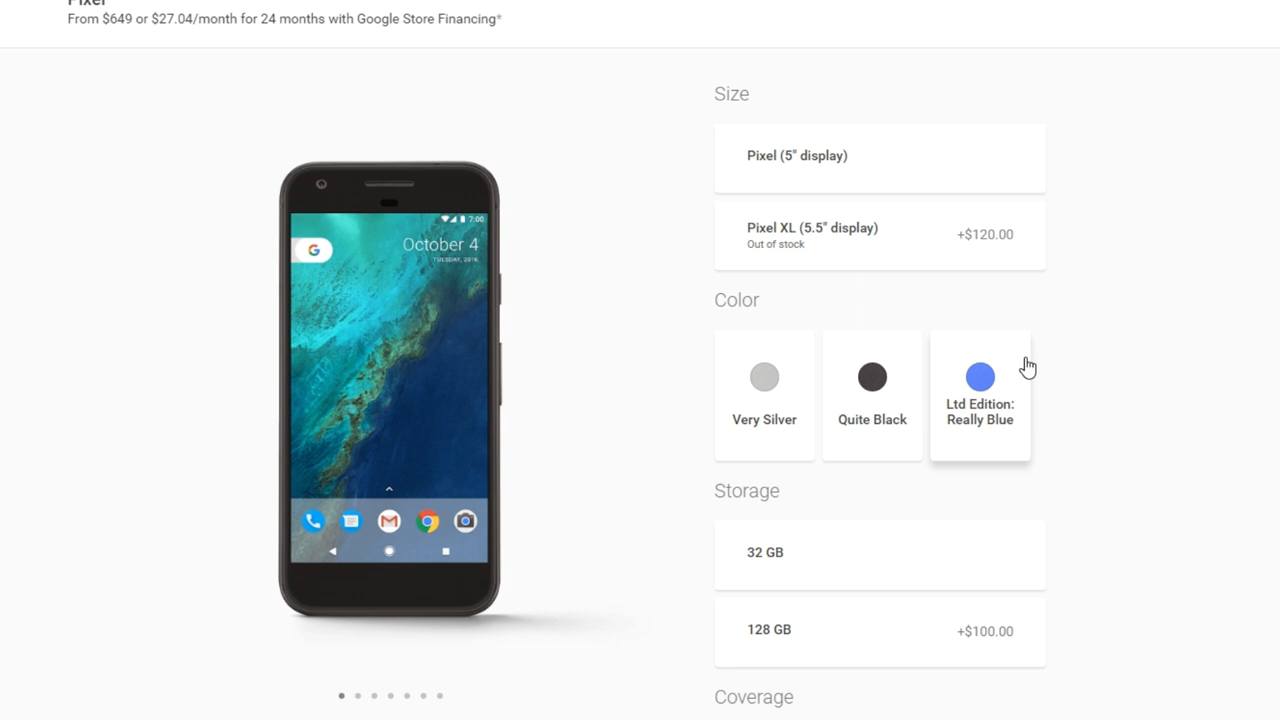 Pixel
From $649 or $27.04/month for 24 months with Google Store Financing*
Size
Pixel (5" display)
Pixel XL (5.5" display)
Out of stock
+$120.00
Color
Very Silver
Quite Black
Ltd Edition:
Really Blue
Storage
32 GB
128 GB
+$100.00
Coverage
7:00
G
October 4
TUESDAY, 2016